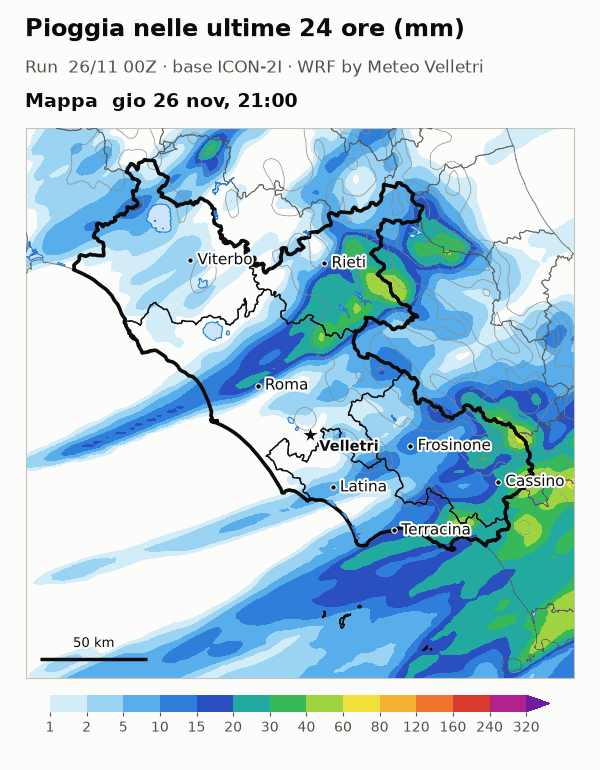 Pioggia nelle ultime 24 ore (mm)
Run  26/11 00Z · base ICON-2I · WRF by Meteo Velletri
Mappa  gio 26 nov, 21:00
Viterbo
Rieti
Roma
Velletri
Frosinone
Latina
Cassino
Terracina
50 km
1 2 5 10 15 20 30 40 60 80 120 160 240 320